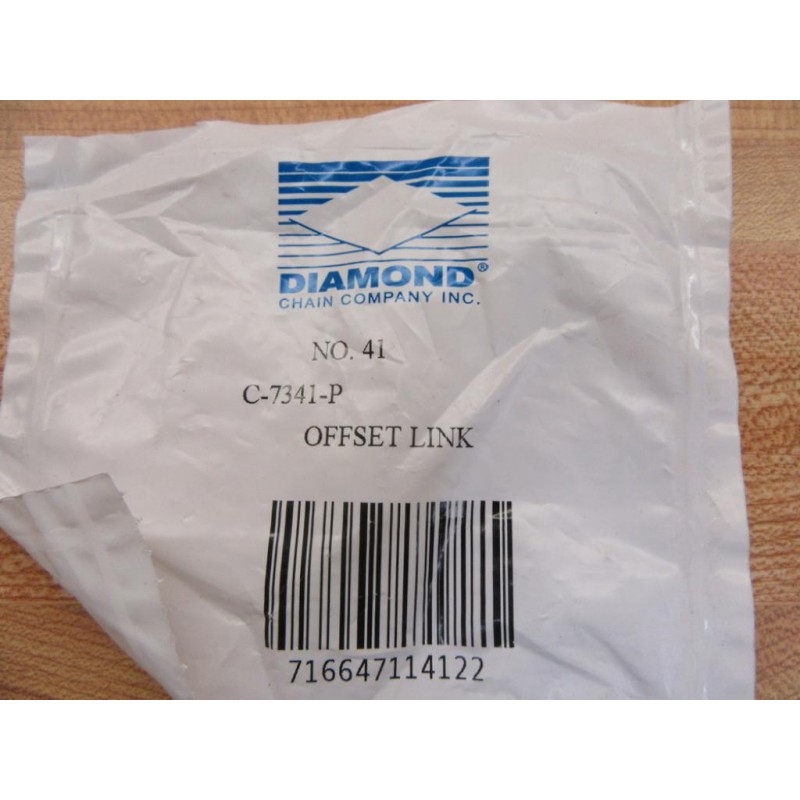 DIAMOND®
CHAIN COMPANY INC.
NO. 41
C-7341-P
OFFSET LINK
716647114122